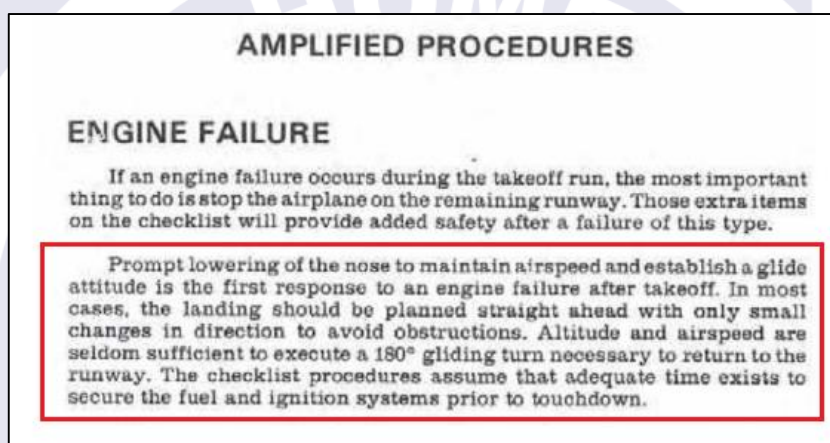 AMPLIFIED PROCEDURES
ENGINE FAILURE
If an engine failure occurs during the takeoff run, the most important
thing to do is stop the airplane on the remaining runway. Those extra items
on the checklist will provide added safety after a failure of this type.
Prompt lowering of the nose to maintain airspeed and establish a glide
attitude is the first response to an engine failure after takeoff. In most
cases, the landing should be planned straight ahead with only small
changes in direction to avoid obstructions. Altitude and airspeed are
seldom sufficient to execute a 180° gliding turn necessary to return to the
runway. The checklist procedures assume that adequate time exists to
secure the fuel and ignition systems prior to touchdown.